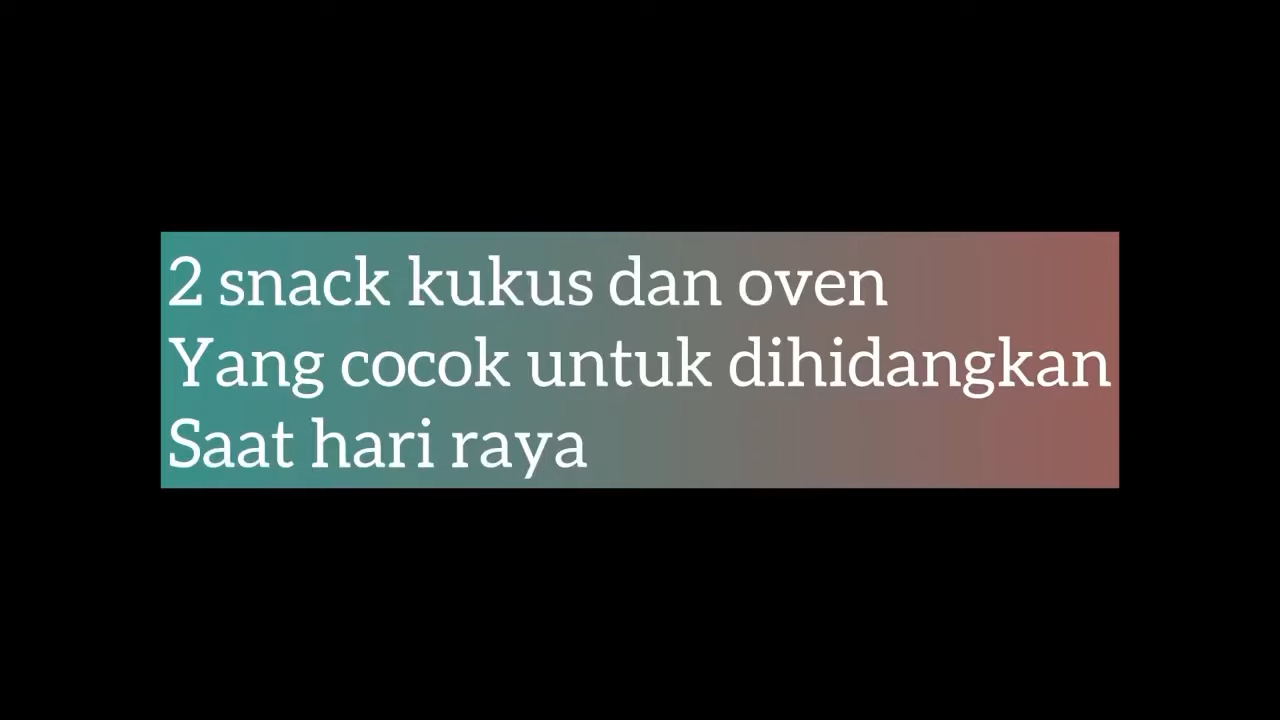 2 snack kukus dan oven
Yang cocok untuk dihidangkan
Saat hari raya